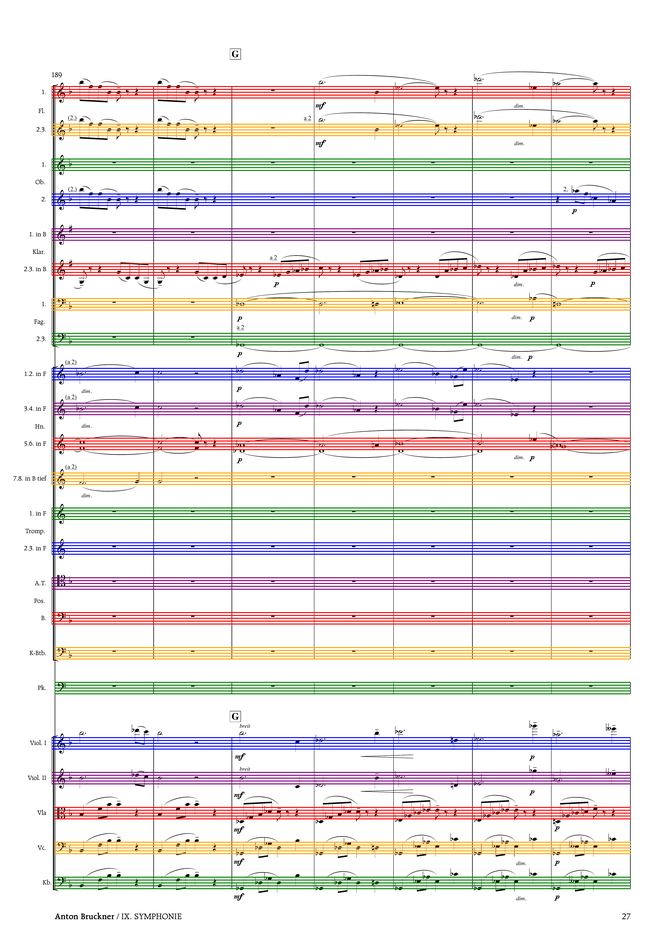 G
189
1.
Fl.
mf
dim.
(2.)
a 2
2.3.
mf
dim.
1.
Ob.
(2.)
2.
2.
p
1. in B
Klar.
a 2
2.3. in B
p
dim.
p
1.
p
dim.
p
Fag.
a 2
2.3.
p
dim.
p
(a 2)
1.2. in F
dim.
p
(a 2)
3.4. in F
dim.
p
Hn.
5.6. in F
p
dim.
p
(a 2)
7.8. in B tief
dim.
1. in F
Tromp.
2.3. in F
A.T.
Pos.
B.
K-Btb.
Pk.
G
breit
Viol. I
mf
p
breit
Viol. II
mf
p
Vla
mf
p
Vc.
mf
dim.
p
Kb.
mf
dim.
p
Anton Bruckner / IX. SYMPHONIE
27